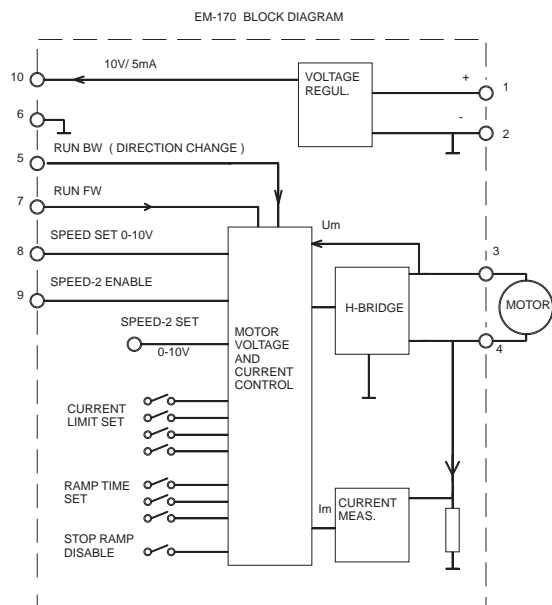 EM-170 BLOCK DIAGRAM
10
10V/ 5mA
VOLTAGE
REGUL.
+
1
6
-
2
5
RUN BW ( DIRECTION CHANGE )
7
RUN FW
Um
8
SPEED SET 0-10V
3
9
SPEED-2 ENABLE
H-BRIDGE
MOTOR
SPEED-2 SET
0-10V
MOTOR
VOLTAGE
AND
CURRENT
CONTROL
4
CURRENT
LIMIT SET
RAMP TIME
SET
Im
CURRENT
MEAS.
STOP RAMP
DISABLE